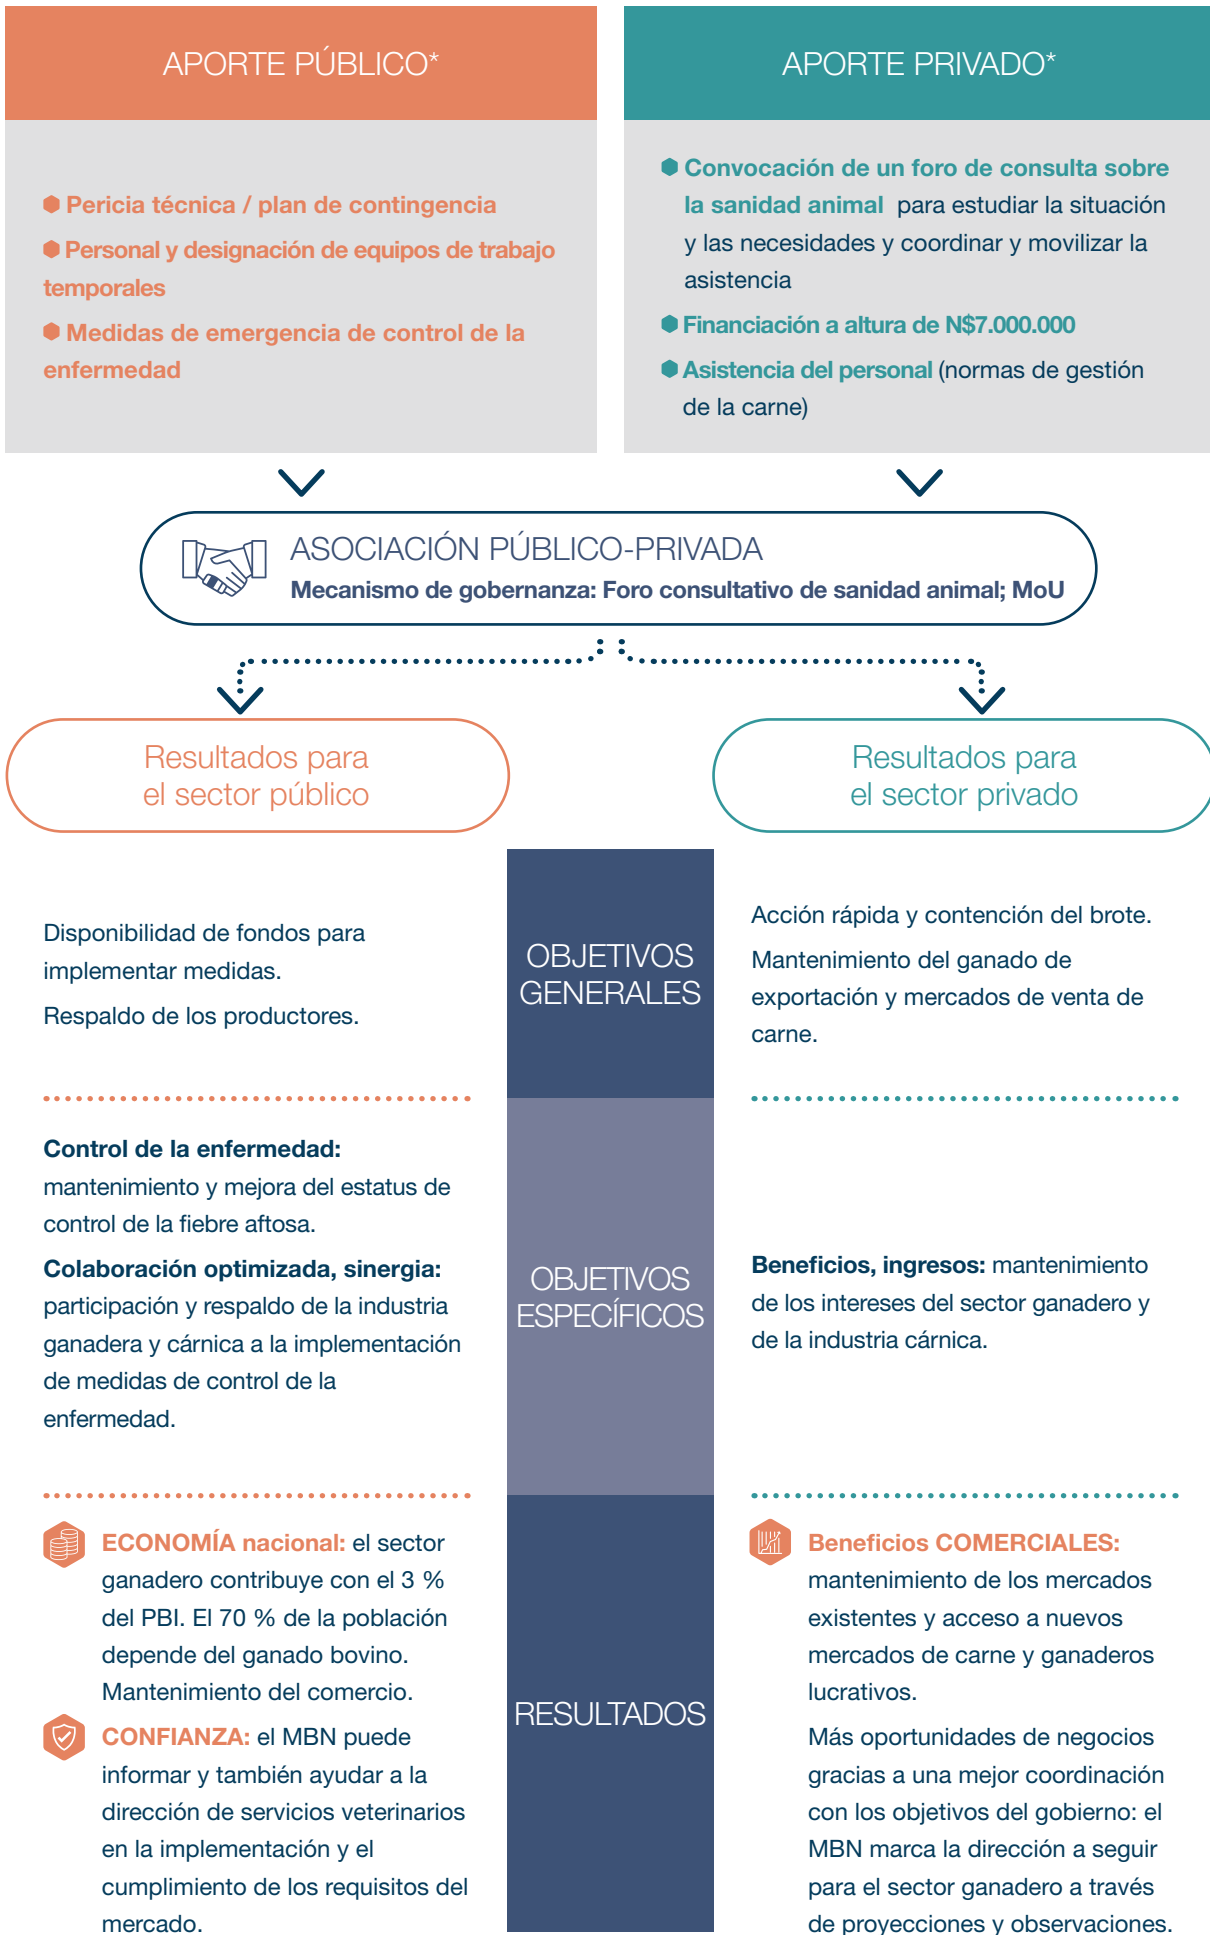 APORTE PÚBLICO*
Pericia técnica / plan de contingencia
Personal y designación de equipos de trabajo
temporales
Medidas de emergencia de control de la
enfermedad
APORTE PRIVADO*
Convocación de un foro de consulta sobre
la sanidad animal para estudiar la situación
y las necesidades y coordinar y movilizar la
asistencia
Financiación a altura de N$7.000.000
Asistencia del personal (normas de gestión
de la carne)
ASOCIACIÓN PÚBLICO-PRIVADA
Mecanismo de gobernanza: Foro consultativo de sanidad animal; MoU
Resultados para
el sector público
Resultados para
el sector privado
OBJETIVOS
GENERALES
Disponibilidad de fondos para
implementar medidas.
Respaldo de los productores.
Acción rápida y contención del brote.
Mantenimiento del ganado de
exportación y mercados de venta de
carne.
OBJETIVOS
ESPECÍFICOS
Control de la enfermedad:
mantenimiento y mejora del estatus de
control de la fiebre aftosa.
Colaboración optimizada, sinergia:
participación y respaldo de la industria
ganadera y cárnica a la implementación
de medidas de control de la
enfermedad.
Beneficios, ingresos: mantenimiento
de los intereses del sector ganadero y
de la industria cárnica.
RESULTADOS
ECONOMÍA nacional: el sector
ganadero contribuye con el 3 %
del PBI. El 70 % de la población
depende del ganado bovino.
Mantenimiento del comercio.
CONFIANZA: el MBN puede
informar y también ayudar a la
dirección de servicios veterinarios
en la implementación y el
cumplimiento de los requisitos del
mercado.
Beneficios COMERCIALES:
mantenimiento de los mercados
existentes y acceso a nuevos
mercados de carne y ganaderos
lucrativos.
Más oportunidades de negocios
gracias a una mejor coordinación
con los objetivos del gobierno: el
MBN marca la dirección a seguir
para el sector ganadero a través
de proyecciones y observaciones.